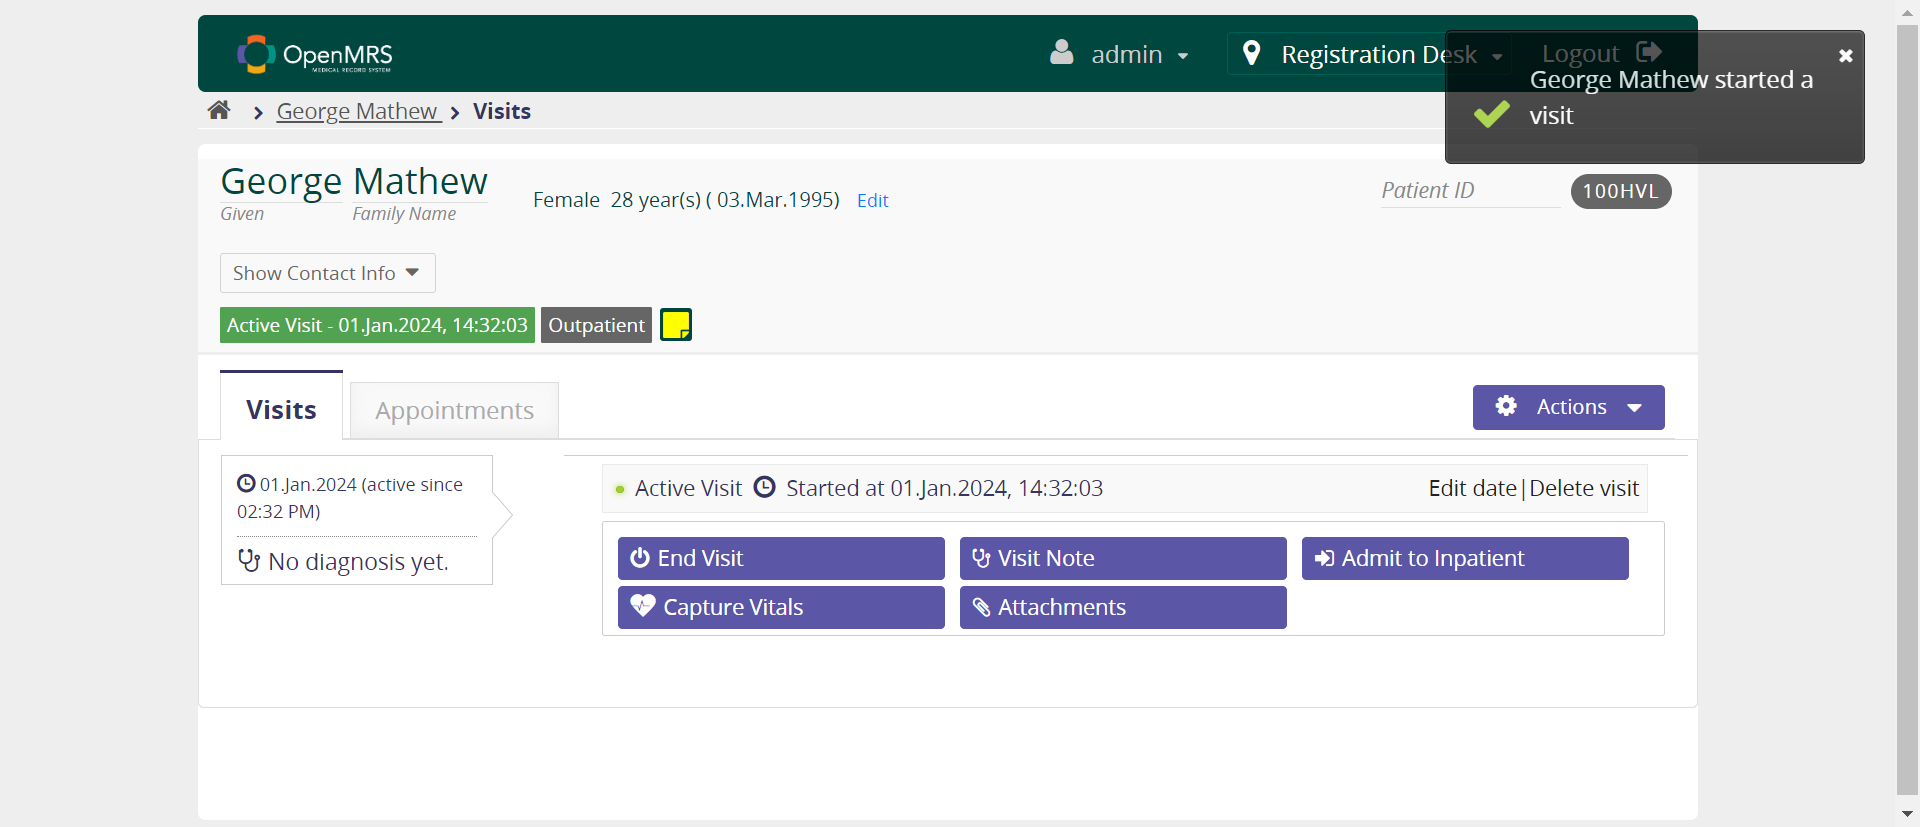 OpenMRS
MEDICAL RECORD SYSTEM
admin
Registration Desk
Logout
George Mathew started a
visit
George Mathew
Visits
George Mathew
Given
Family Name
Female 28 year(s) ( 03.Mar.1995) Edit
Patient ID
100HVL
Show Contact Info
Active Visit - 01.Jan.2024, 14:32:03
Outpatient
Visits
Appointments
Actions
01.Jan.2024 (active since
02:32 PM)
No diagnosis yet.
Active Visit Started at 01.Jan.2024, 14:32:03
Edit date|Delete visit
End Visit
Visit Note
Admit to Inpatient
Capture Vitals
Attachments